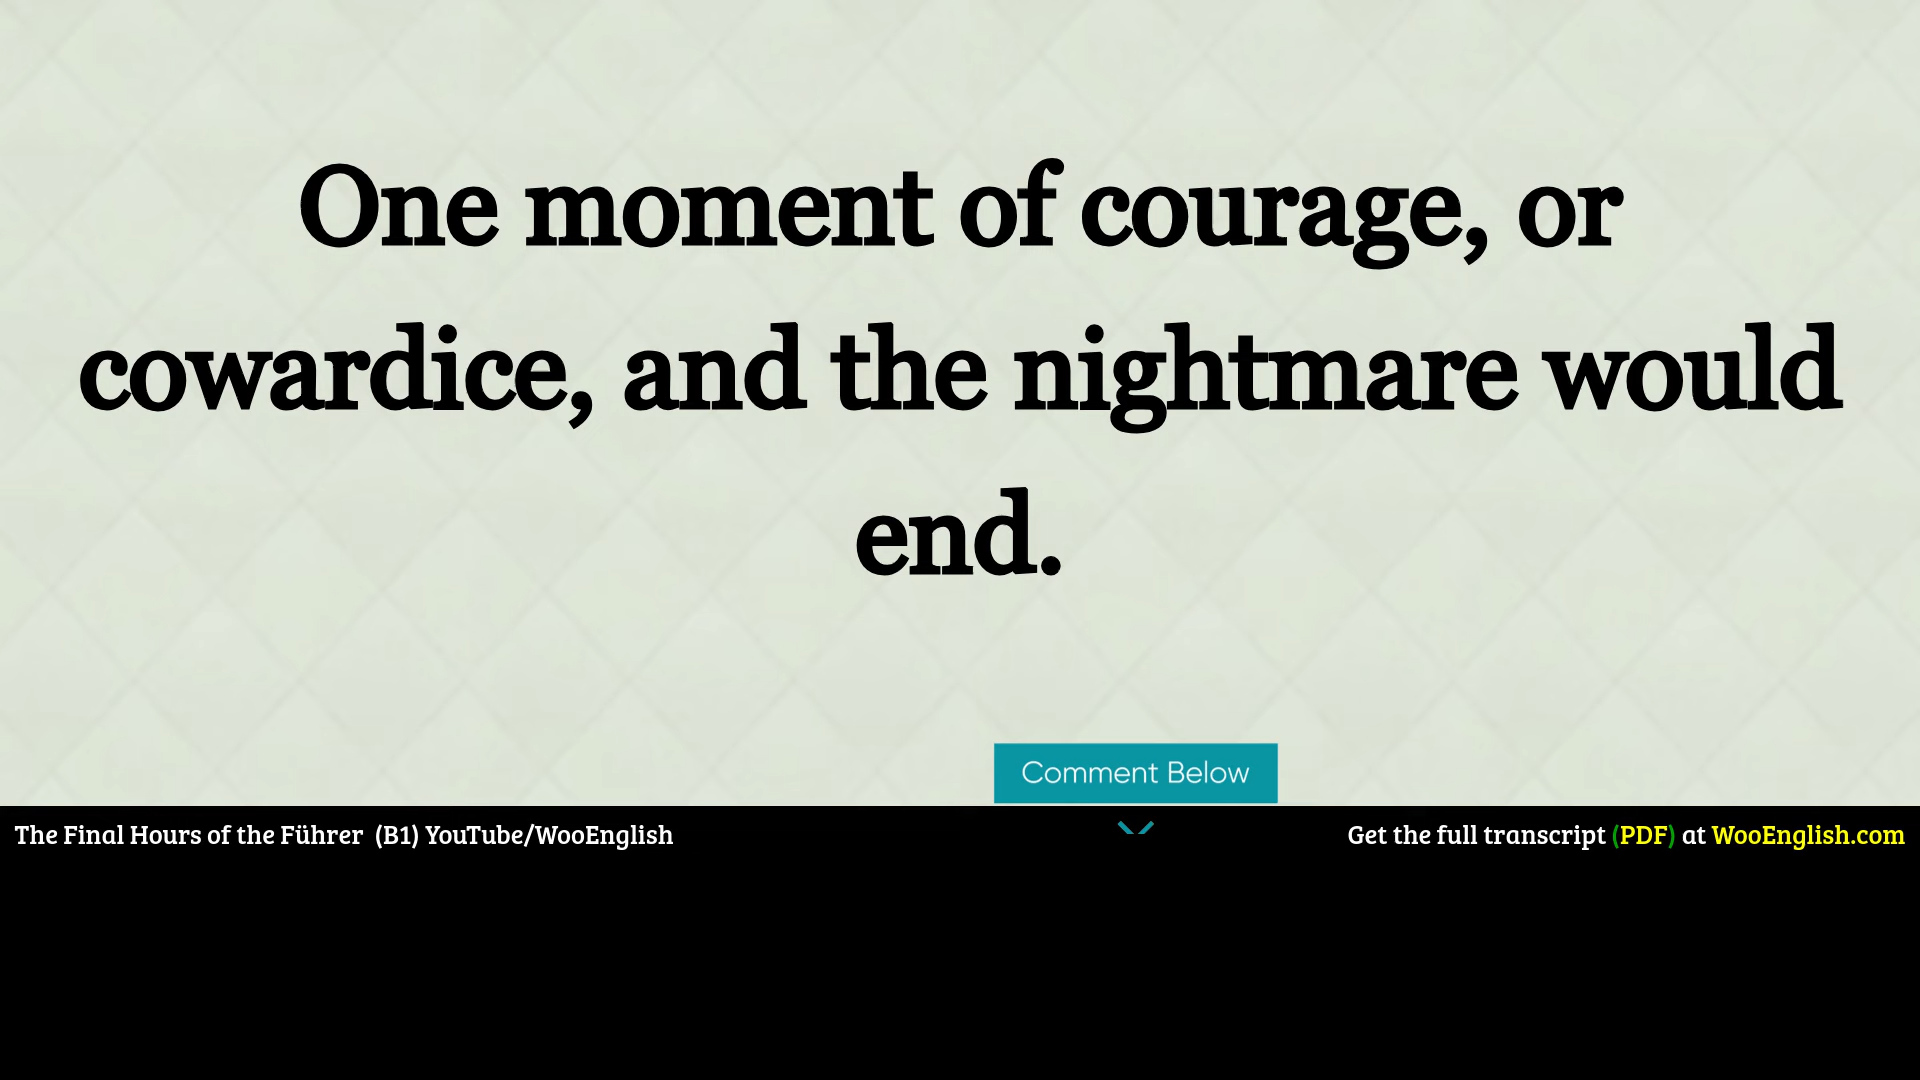 One moment of courage, or
cowardice, and the nightmare would
end.
Comment Below
The Final Hours of the Führer (B1) YouTube/WooEnglish
Get the full transcript (PDF) at WooEnglish.com